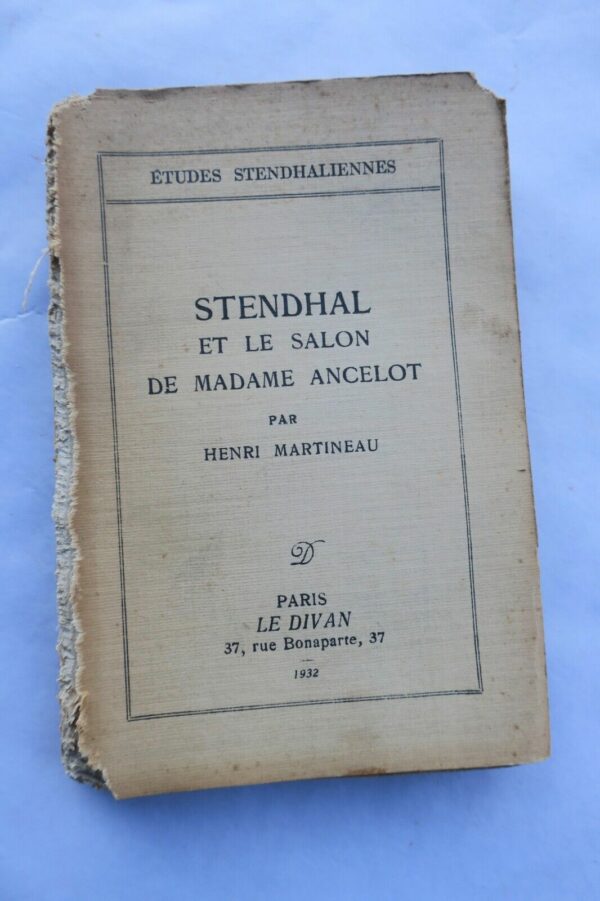 ÉTUDES STENDHALIENNES
STENDHAL
ET LE SALON
DE MADAME ANCELOT
PAR
HENRI MARTINEAU
D
PARIS
LE DIVAN
37, rue Bonaparte, 37
1932